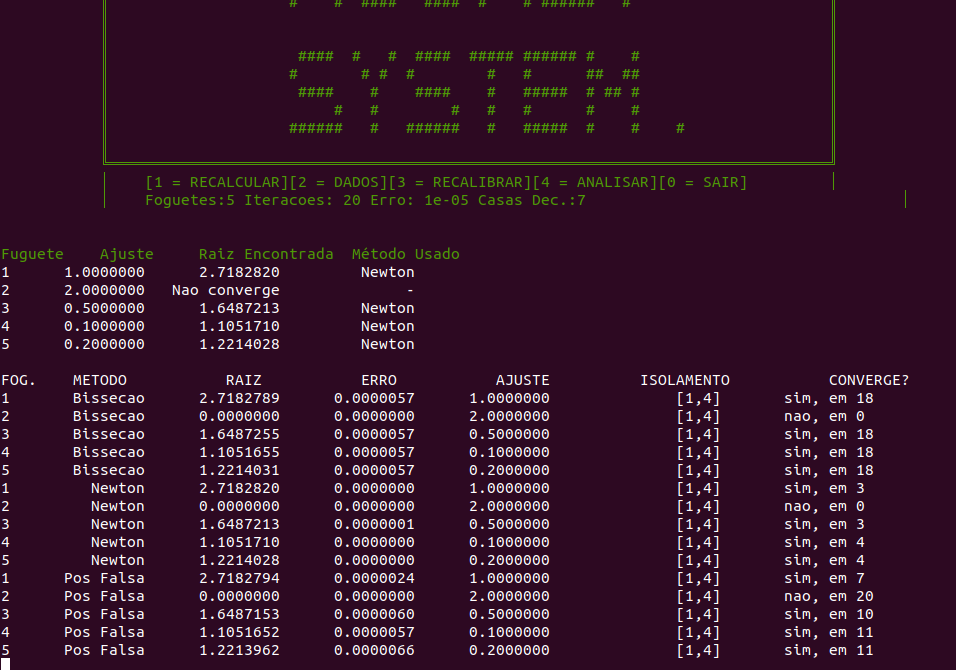 [1 = RECALCULAR][2 = DADOS][3 = RECALIBRAR][4 = ANALISAR][0 = SAIR]
Foguetes:5 Iteracoes: 20 Erro: 1e-05 Casas Dec.:7
Fuguete Ajuste Raiz Encontrada Método Usado
1 1.0000000 2.7182820 Newton
2 2.0000000 Nao converge -
3 0.5000000 1.6487213 Newton
4 0.1000000 1.1051710 Newton
5 0.2000000 1.2214028 Newton
FOG. METODO RAIZ ERRO AJUSTE ISOLAMENTO CONVERGE?
1 Bissecao 2.7182789 0.0000057 1.0000000 [1,4] sim, em 18
2 Bissecao 0.0000000 0.0000000 2.0000000 [1,4] nao, em 0
3 Bissecao 1.6487255 0.0000057 0.5000000 [1,4] sim, em 18
4 Bissecao 1.1051655 0.0000057 0.1000000 [1,4] sim, em 18
5 Bissecao 1.2214031 0.0000057 0.2000000 [1,4] sim, em 18
1 Newton 2.7182820 0.0000000 1.0000000 [1,4] sim, em 3
2 Newton 0.0000000 0.0000000 2.0000000 [1,4] nao, em 0
3 Newton 1.6487213 0.0000001 0.5000000 [1,4] sim, em 3
4 Newton 1.1051710 0.0000000 0.1000000 [1,4] sim, em 4
5 Newton 1.2214028 0.0000000 0.2000000 [1,4] sim, em 4
1 Pos Falsa 2.7182794 0.0000024 1.0000000 [1,4] sim, em 7
2 Pos Falsa 0.0000000 0.0000000 2.0000000 [1,4] nao, em 20
3 Pos Falsa 1.6487153 0.0000060 0.5000000 [1,4] sim, em 10
4 Pos Falsa 1.1051652 0.0000057 0.1000000 [1,4] sim, em 11
5 Pos Falsa 1.2213962 0.0000066 0.2000000 [1,4] sim, em 11